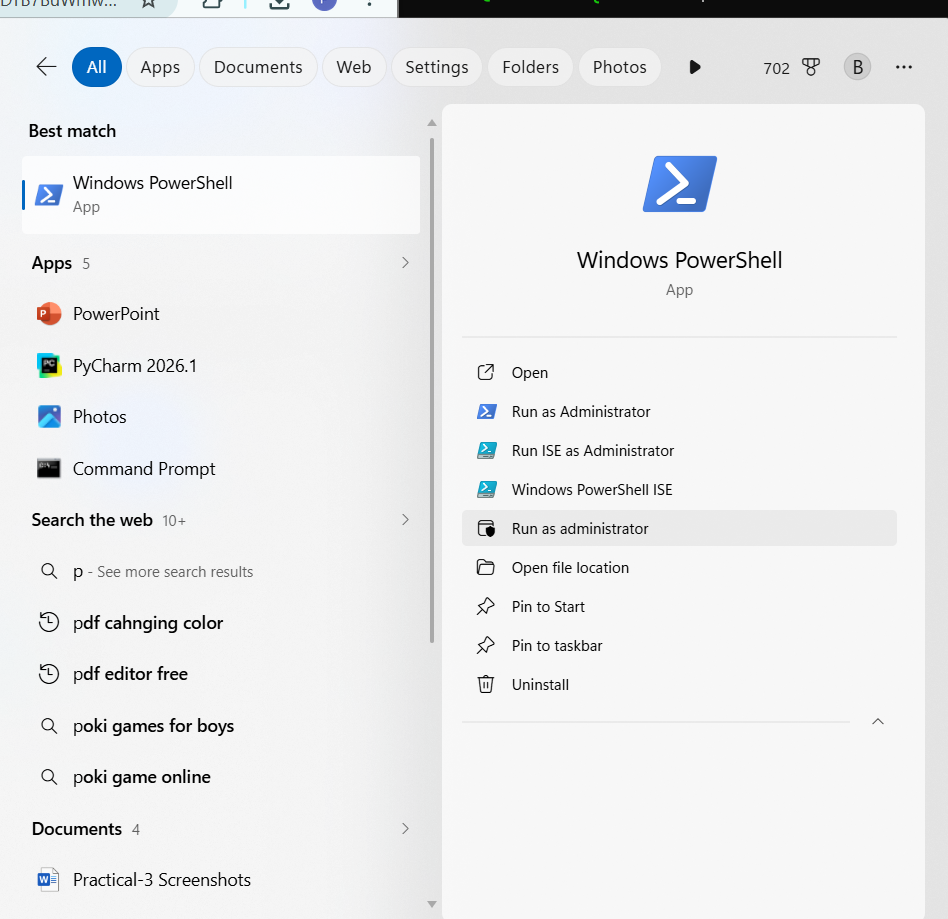 All
Apps
Documents
Web
Settings
Folders
Photos
702
B
Best match
Windows PowerShell
App
Apps 5
PowerPoint
PyCharm 2026.1
Photos
Command Prompt
Search the web 10+
p - See more search results
pdf cahnging color
pdf editor free
poki games for boys
poki game online
Documents 4
Practical-3 Screenshots
Windows PowerShell
App
Open
Run as Administrator
Run ISE as Administrator
Windows PowerShell ISE
Run as administrator
Open file location
Pin to Start
Pin to taskbar
Uninstall